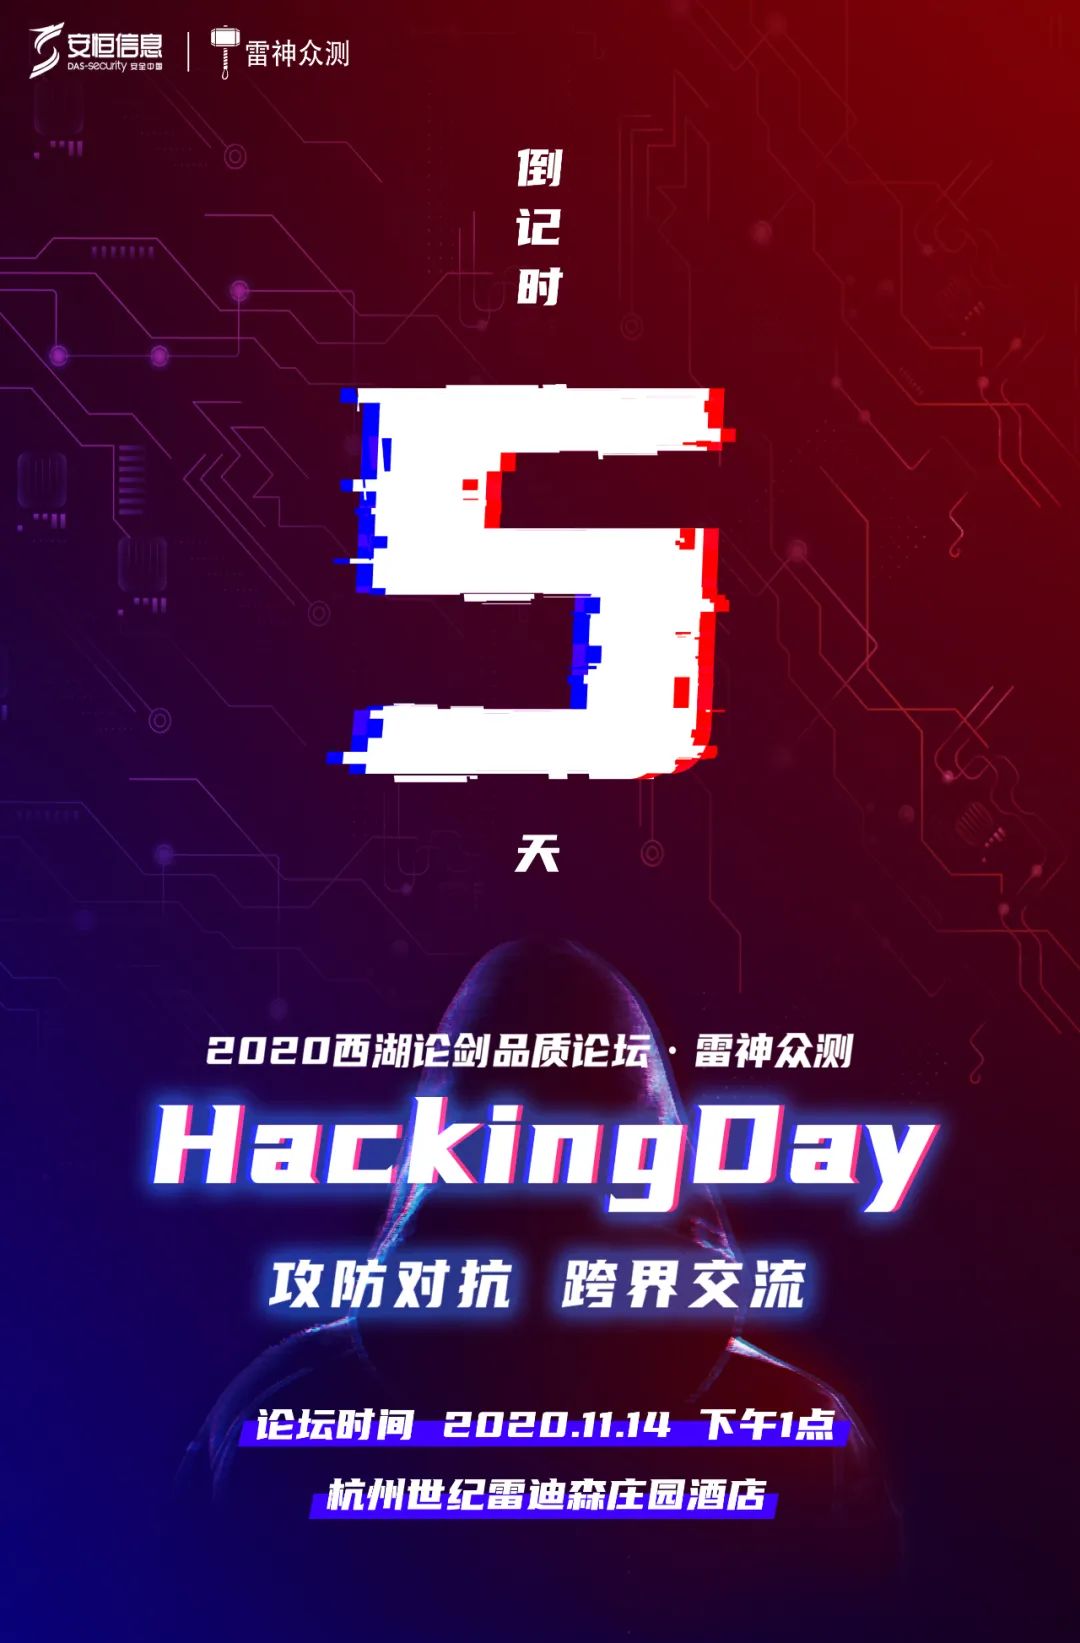 安恒信息
DAS-security 安全中国
雷神众测
倒记时
5
天
2020西湖论剑品质论坛·雷神众测
HackingDay
攻防对抗 跨界交流
论坛时间 2020.11.14 下午1点
杭州世纪雷迪森庄园酒店